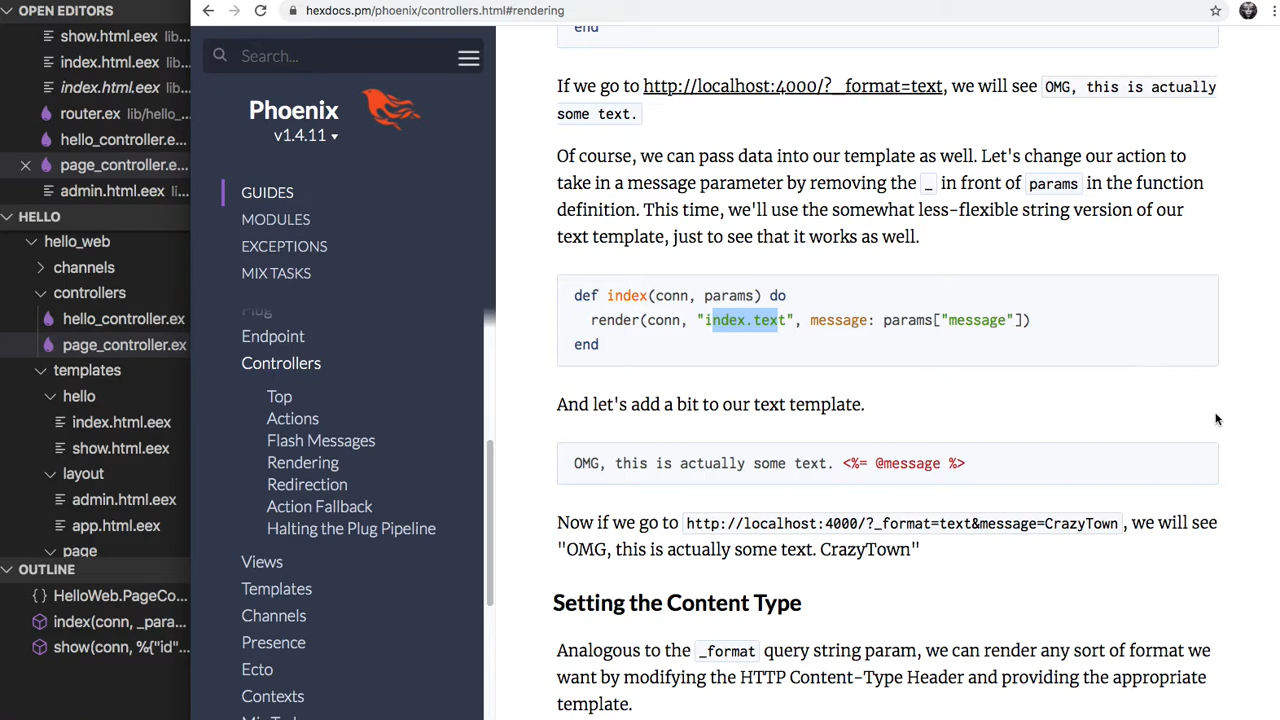 OPEN EDITORS
show.html.eex lib...
index.html.eex lib...
index.html.eex lib...
router.ex lib/hello_...
hello_controller.e...
page_controller.e...
admin.html.eex li...
HELLO
hello_web
channels
controllers
hello_controller.ex
page_controller.ex
templates
hello
index.html.eex
show.html.eex
layout
admin.html.eex
app.html.eex
page
OUTLINE
{} HelloWeb.PageCo...
index(conn, _para...
show(conn, %{"id"...
hexdocs.pm/phoenix/controllers.html#rendering
Search...
Phoenix
v1.4.11
GUIDES
MODULES
EXCEPTIONS
MIX TASKS
Plug
Endpoint
Controllers
Top
Actions
Flash Messages
Rendering
Redirection
Action Fallback
Halting the Plug Pipeline
Views
Templates
Channels
Presence
Ecto
Contexts
end
If we go to http://localhost:4000/?_format=text, we will see OMG, this is actually
some text.
Of course, we can pass data into our template as well. Let's change our action to
take in a message parameter by removing the _ in front of params in the function
definition. This time, we'll use the somewhat less-flexible string version of our
text template, just to see that it works as well.
def index(conn, params) do
render(conn, "index.text", message: params["message"])
end
And let's add a bit to our text template.
OMG, this is actually some text. <%= @message %>
Now if we go to http://localhost:4000/?_format=text&message=CrazyTown, we will see
"OMG, this is actually some text. CrazyTown"
Setting the Content Type
Analogous to the _format query string param, we can render any sort of format we
want by modifying the HTTP Content-Type Header and providing the appropriate
template.